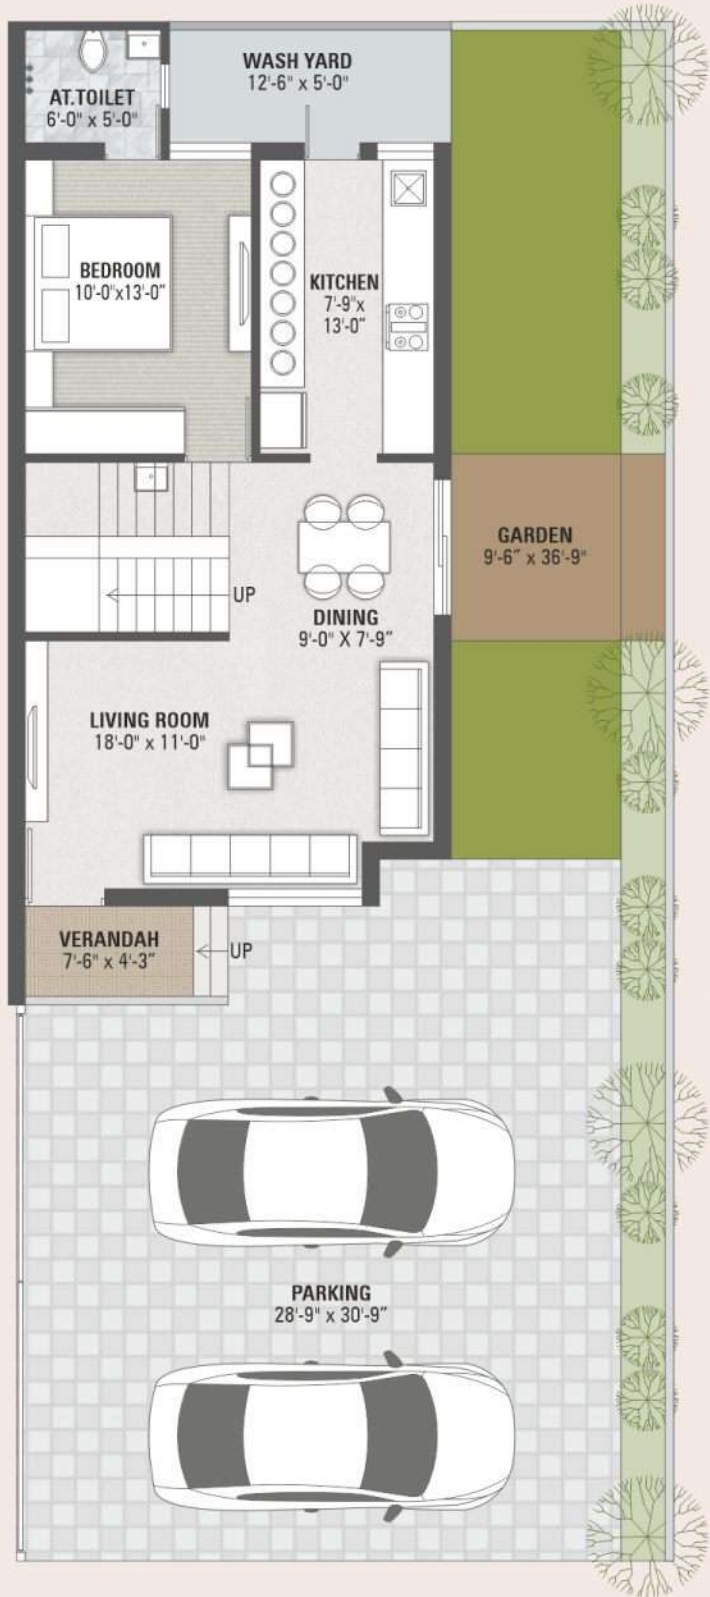 WASH YARD
12'-6" x 5'-0"
AT.TOILET
6'-0" x 5'-0"
BEDROOM
10'-0"x13'-0"
KITCHEN
7'-9"x
13'-0"
GARDEN
9'-6" x 36'-9"
UP
DINING
9'-0" X 7'-9"
LIVING ROOM
18'-0" x 11'-0"
VERANDAH
7'-6" x 4'-3"
UP
PARKING
28'-9" x 30'-9"